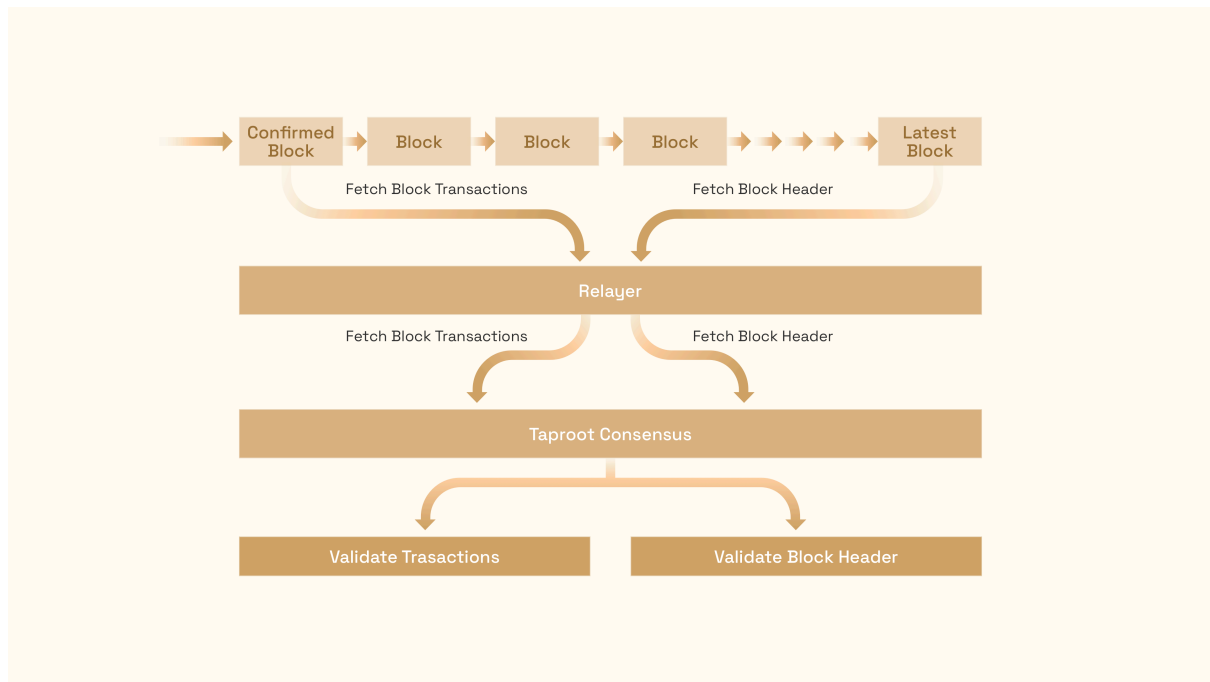 Confirmed
Block
Block
Block
Block
Latest
Block
Fetch Block Transactions
Fetch Block Header
Relayer
Fetch Block Transactions
Fetch Block Header
Taproot Consensus
Validate Trasactions
Validate Block Header